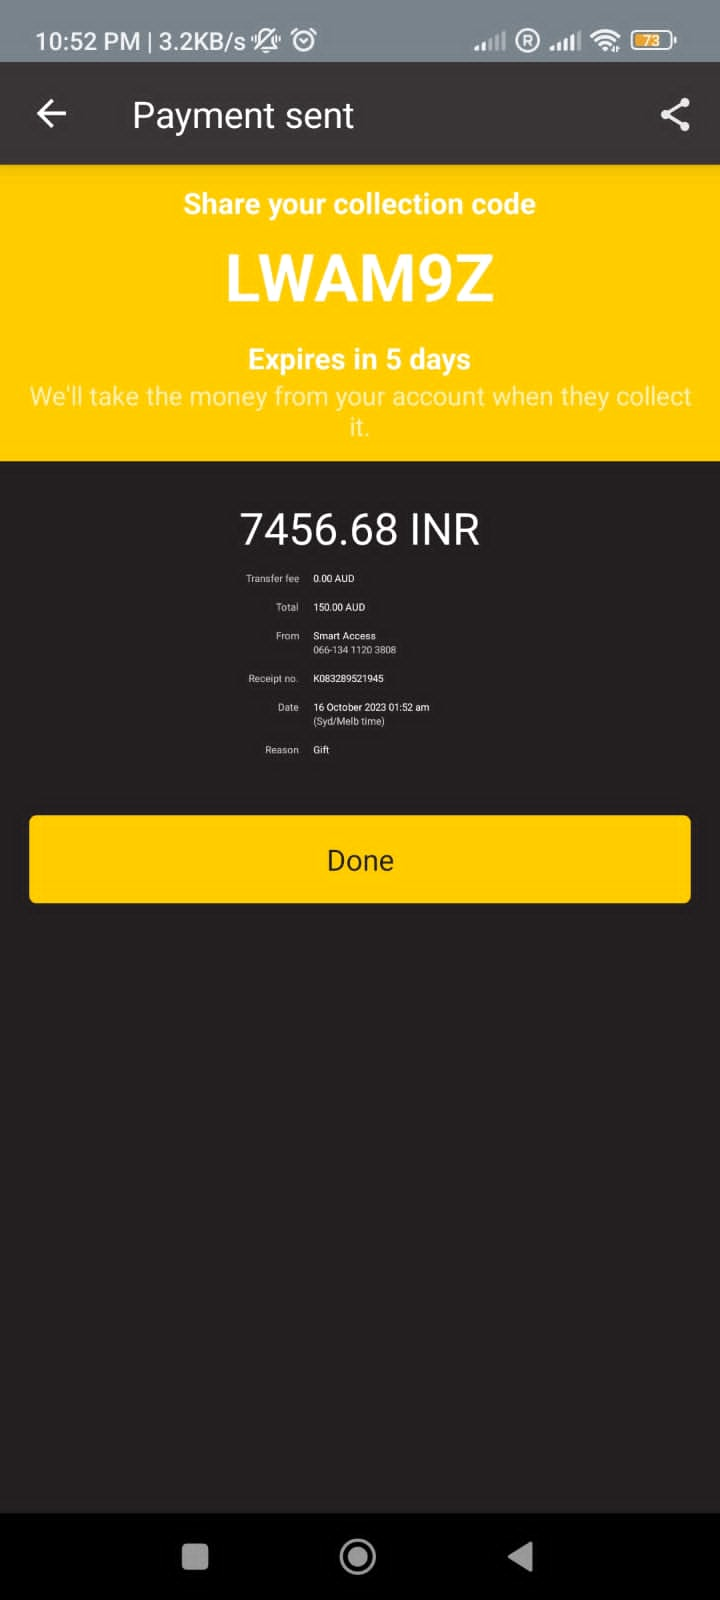 10:52 PM | 3.2KB/s
R
73
Payment sent
Share your collection code
LWAM9Z
Expires in 5 days
We'll take the money from your account when they collect
it.
7456.68 INR
Transfer fee 0.00 AUD
Total 150.00 AUD
From Smart Access
066-134 1120 3808
Receipt no. K083289521945
Date 16 October 2023 01:52 am
(Syd/Melb time)
Reason Gift
Done